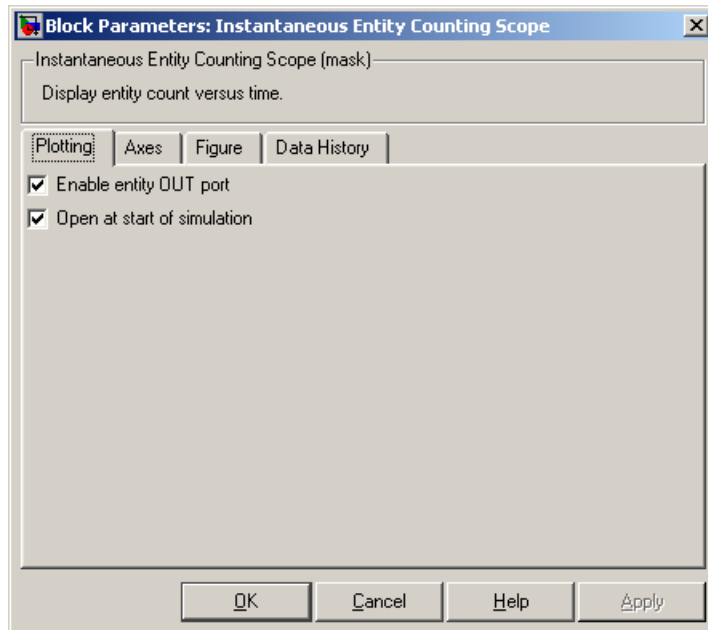 Block Parameters: Instantaneous Entity Counting Scope
Instantaneous Entity Counting Scope (mask)
Display entity count versus time.
Plotting Axes Figure Data History
Enable entity OUT port
Open at start of simulation
OK Cancel Help Apply